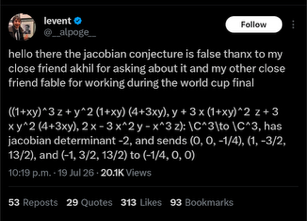 levent
@__alpoge__
Follow
hello there the jacobian conjecture is false thanx to my
close friend akhil for asking about it and my other close
friend fable for working during the world cup final
((1+xy)^3 z + y^2 (1+xy) (4+3xy), y + 3 x (1+xy)^2 z + 3
x y^2 (4+3xy), 2 x - 3 x^2 y - x^3 z): \C^3\to \C^3, has
jacobian determinant -2, and sends (0, 0, -1/4), (1, -3/2,
13/2), and (-1, 3/2, 13/2) to (-1/4, 0, 0)
10:19 p.m. · 19 Jul 26 · 20.1K Views
53 Reposts 29 Quotes 313 Likes 93 Bookmarks